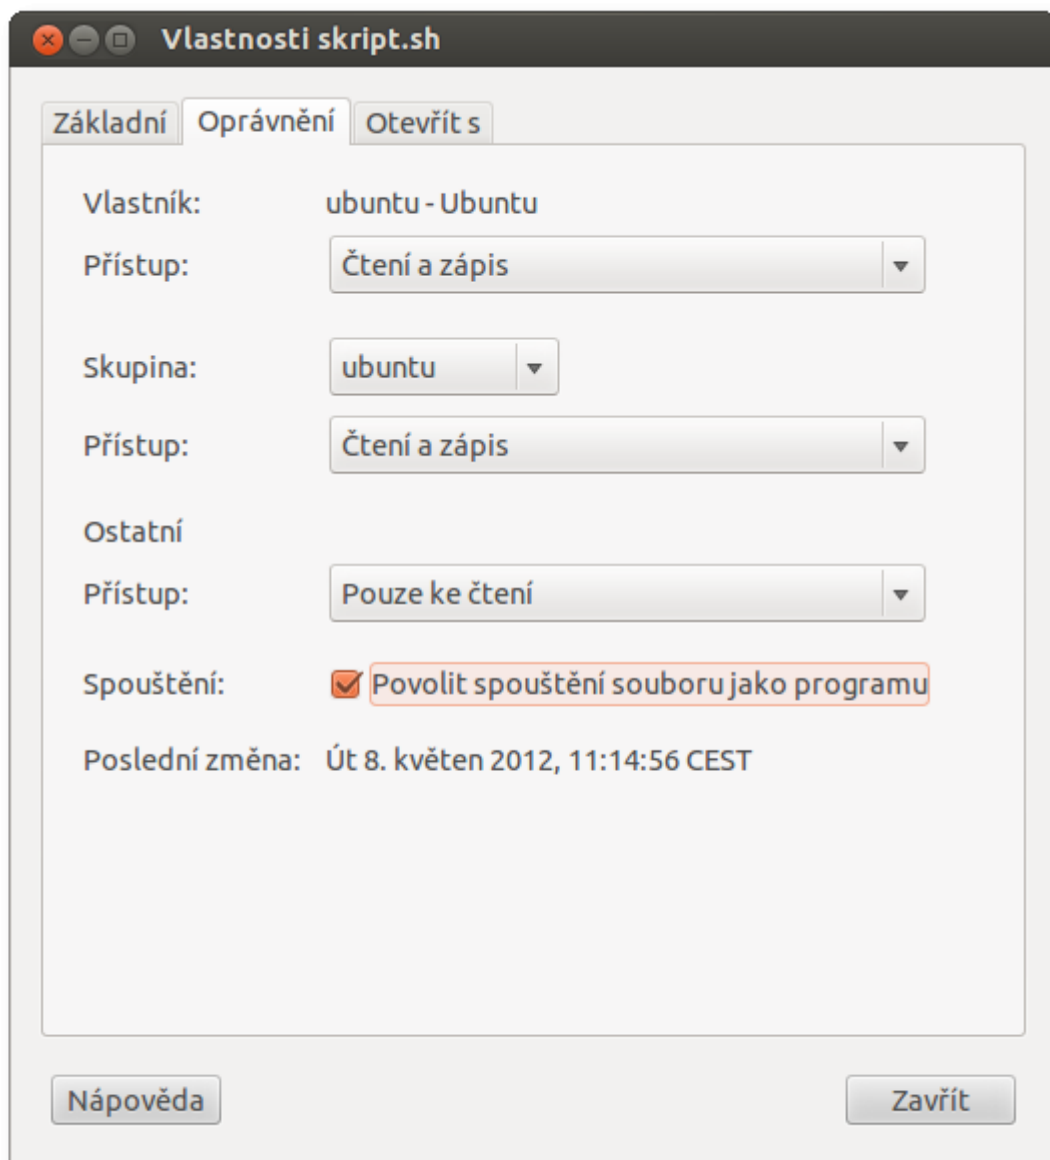 Vlastnosti skript.sh
Základní Oprávnění Otevřít s
Vlastník: ubuntu - Ubuntu
Přístup: Čtení a zápis
Skupina: ubuntu
Přístup: Čtení a zápis
Ostatní
Přístup: Pouze ke čtení
Spouštění: Povolit spouštění souboru jako programu
Poslední změna: Út 8. květen 2012, 11:14:56 CEST
Nápověda Zavřít